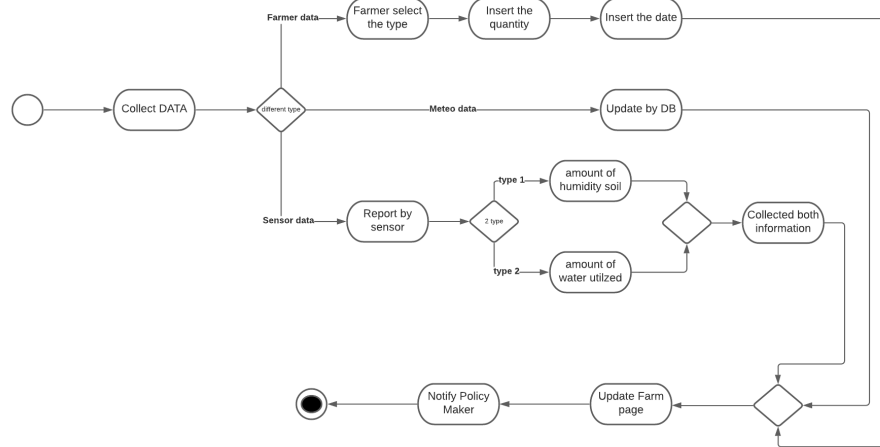 Farmer data
Farmer select
the type
Insert the
quantity
Insert the date
Collect DATA
different type
Meteo data
Update by DB
Sensor data
Report by
sensor
2 type
type 1
amount of
humidity soil
type 2
amount of
water utilzed
Collected both
information
Notify Policy
Maker
Update Farm
page